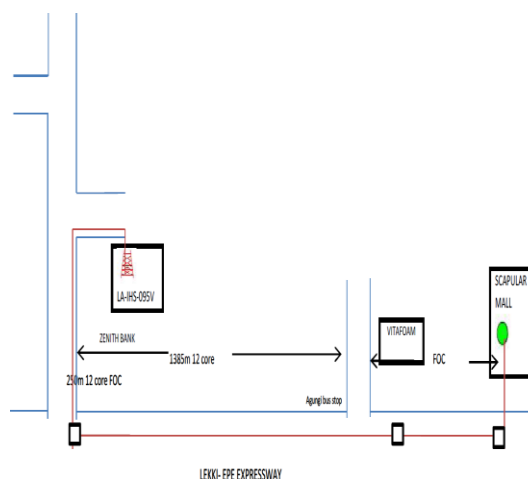 SCAPULAR
MALL
LA-IHS-095V
VITAFOAM
ZENITH BANK
1385m 12 core
FOC
250m 12 core FOC
Agungi bus stop
LEKKI- EPE EXPRESSWAY